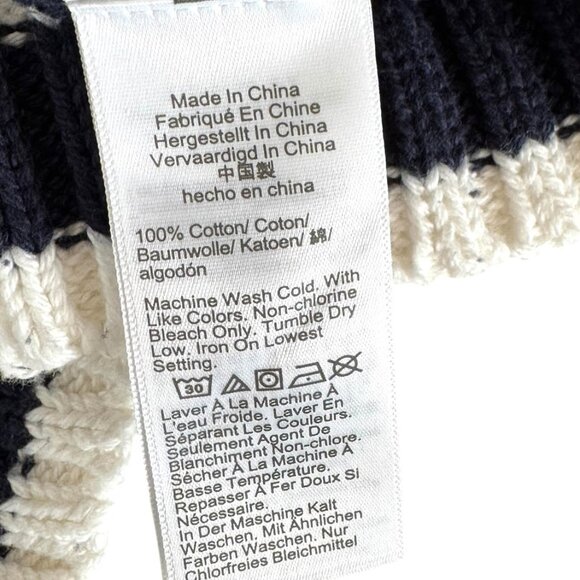 Made In China
Fabriqué En Chine
Hergestellt In China
Vervaardigd In China
中国製
hecho en china
100% Cotton/ Coton/
Baumwolle/ Katoen/ 綿/
algodón
Machine Wash Cold. With
Like Colors. Non-chlorine
Bleach Only. Tumble Dry
Low. Iron On Lowest
Setting.
30
Laver À La Machine À
L'eau Froide. Laver En
Séparant Les Couleurs.
Seulement Agent De
Blanchiment Non-chlore.
Sécher À La Machine À
Basse Température.
Repasser À Fer Doux Si
Nécessaire.
In Der Maschine Kalt
Waschen, Mit Ähnlichen
Farben Waschen. Nur
Chlorfreies Bleichmittel